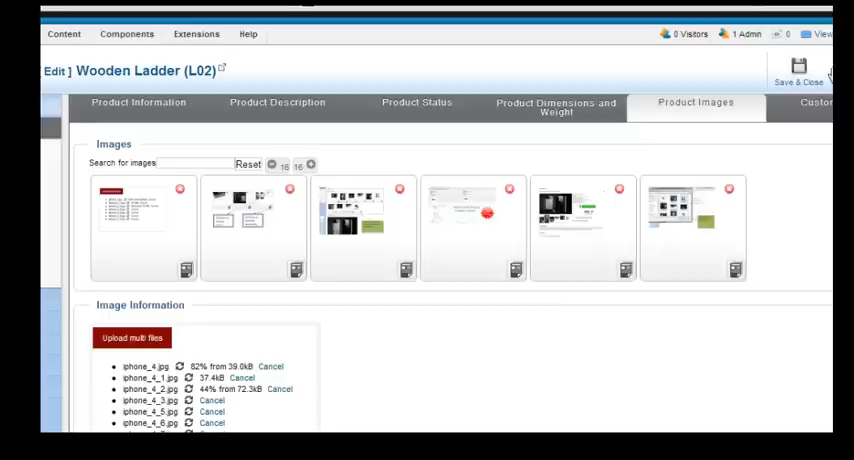 Content Components Extensions Help 0 Visitors 1 Admin 0 View
[ Edit ] Wooden Ladder (L02)
Save & Close
Product Information Product Description Product Status Product Dimensions and Weight Product Images Custo
Images
Search for images Reset 16 16
Image Information
Upload multi files
iphone_4.jpg 82% from 39.0kB Cancel
iphone_4_1.jpg 37.4kB Cancel
iphone_4_2.jpg 44% from 72.3kB Cancel
iphone_4_3.jpg Cancel
iphone_4_5.jpg Cancel
iphone_4_6.jpg Cancel